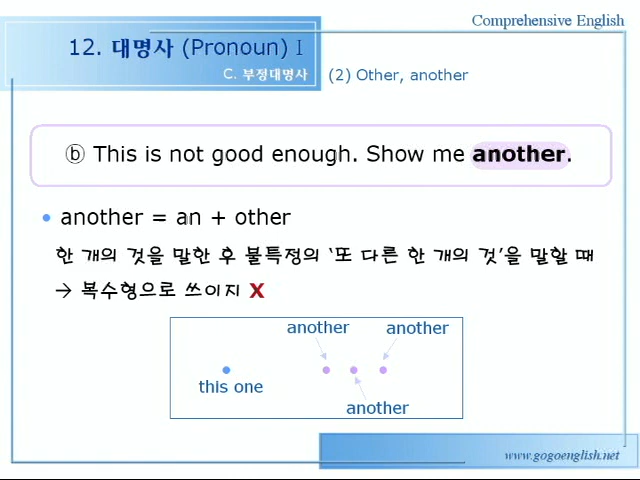 Comprehensive English
12. 대명사 (Pronoun) I
C. 부정대명사
(2) Other, another
ⓑ This is not good enough. Show me another.
• another = an + other
한 개의 것을 말한 후 불특정의 ‘또 다른 한 개의 것’을 말할 때
→ 복수형으로 쓰이지 X
another another
this one
another
www.gogoenglish.net